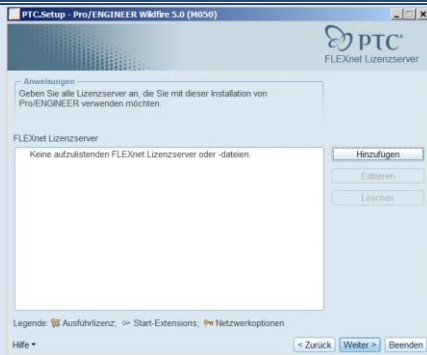 PTC.Setup - Pro/ENGINEER Wildfire 5.0 (M050)
PTC®
FLEXnet Lizenzserver
Anweisungen
Geben Sie alle Lizenzserver an, die Sie mit dieser Installation von
Pro/ENGINEER verwenden möchten.
FLEXnet Lizenzserver
Keine aufzulistenden FLEXnet Lizenzserver oder -dateien.
Hinzufügen
Editieren
Löschen
Legende: Ausführlizenz; Start-Extensions; Netzwerkoptionen
Hilfe
< Zurück Weiter > Beenden